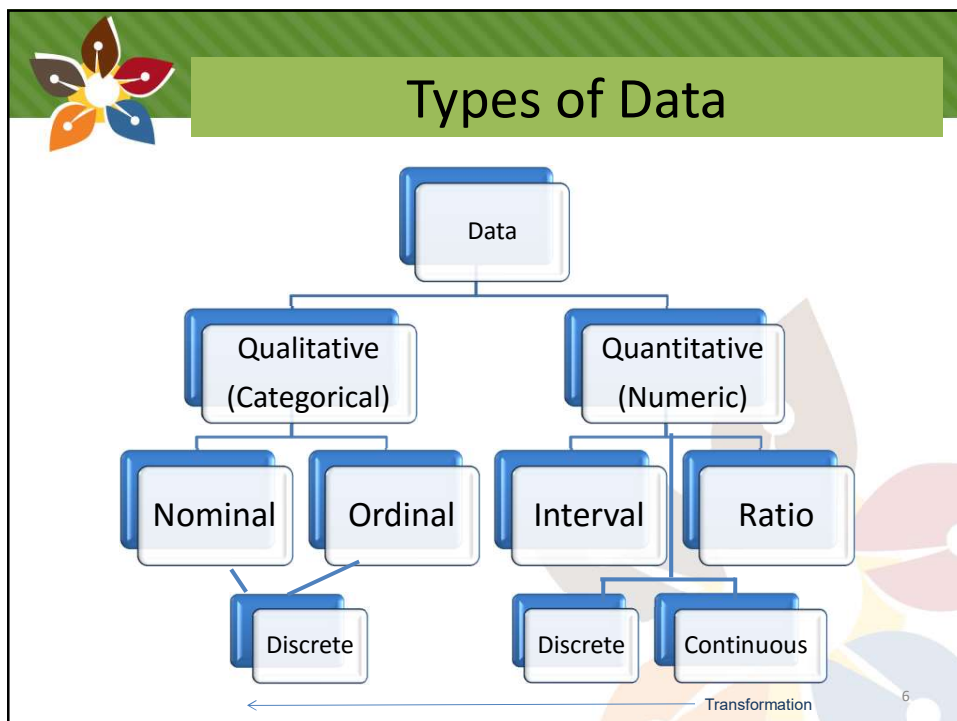 Types of Data
Data
Qualitative
(Categorical)
Quantitative
(Numeric)
Nominal
Ordinal
Interval
Ratio
Discrete
Discrete
Continuous
Transformation
6